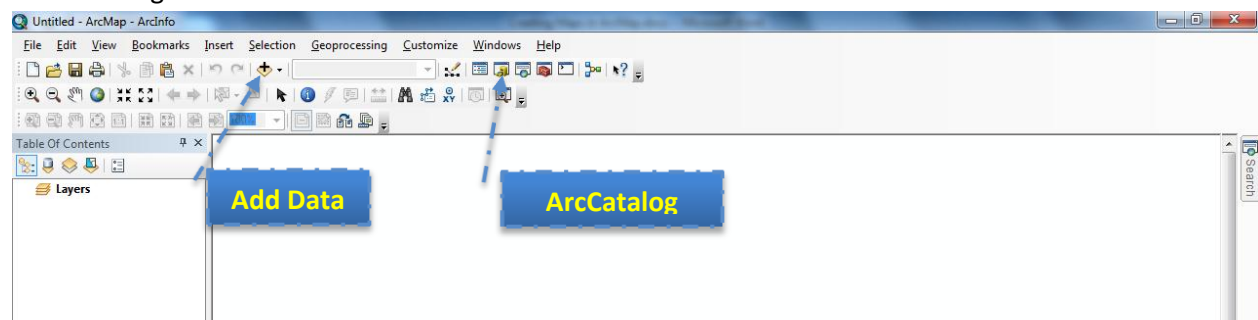 Untitled - ArcMap - ArcInfo
File Edit View Bookmarks Insert Selection Geoprocessing Customize Windows Help
XY
Table Of Contents
Layers
Add Data
ArcCatalog
Search